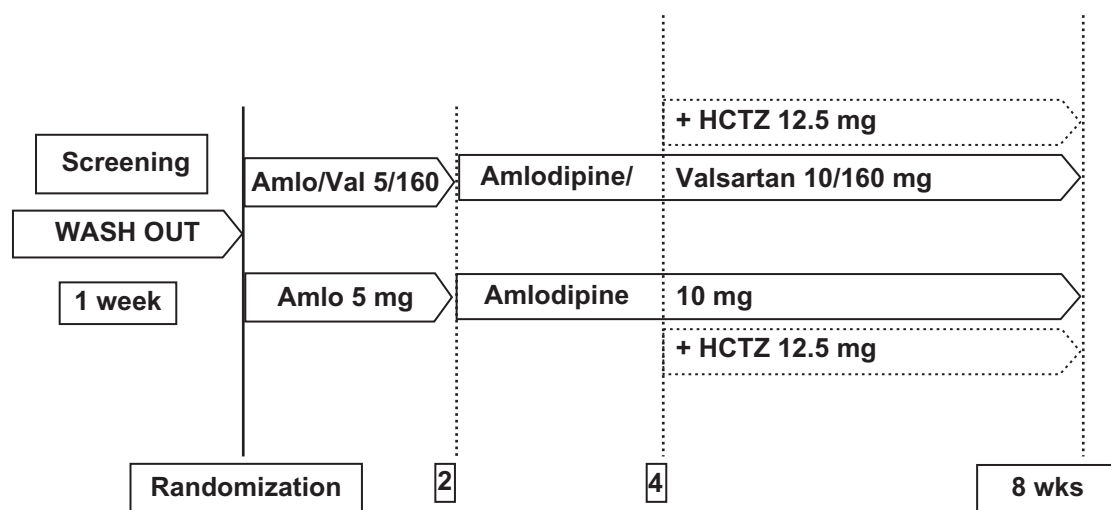 + HCTZ 12.5 mg
Screening
Amlo/Val 5/160
Amlodipine/
Valsartan 10/160 mg
WASH OUT
1 week
Amlo 5 mg
Amlodipine
10 mg
+ HCTZ 12.5 mg
Randomization
2
4
8 wks